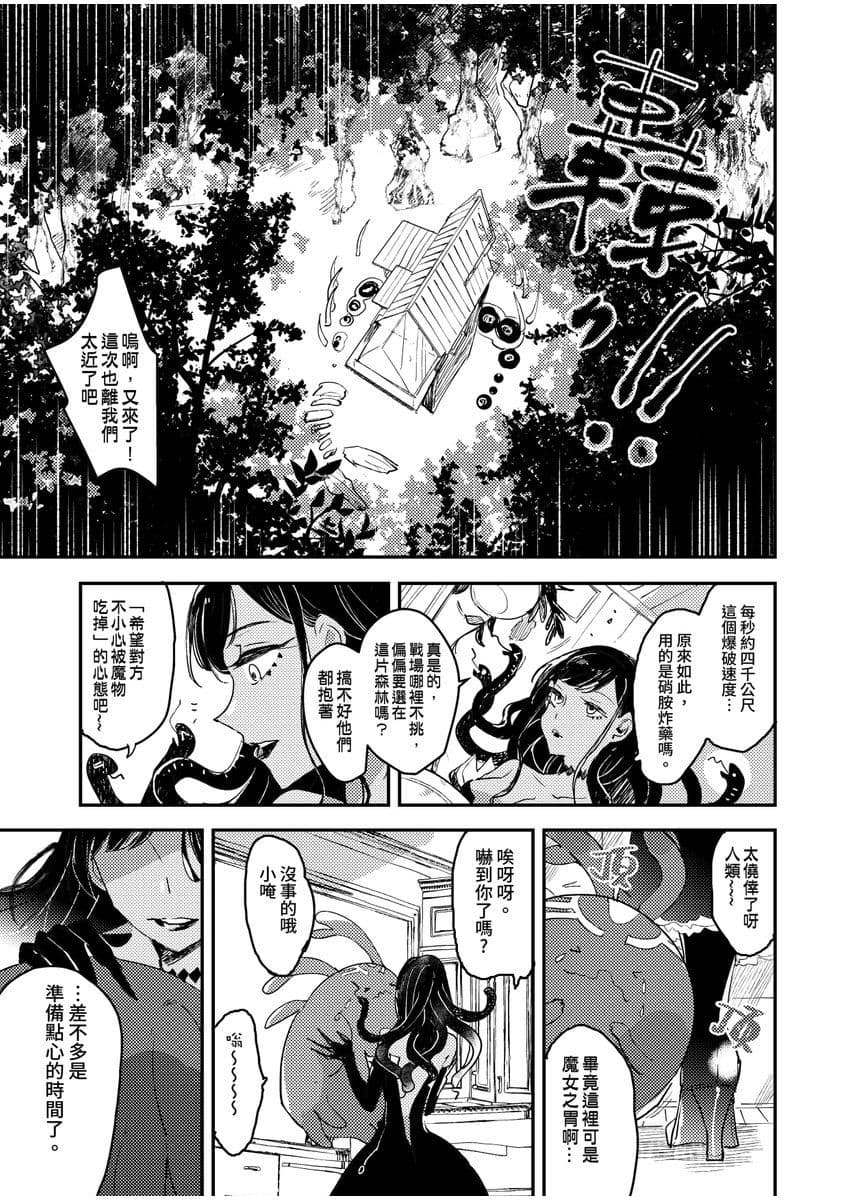 轟!!
嗚啊，又來了！
這次也離我們
太近了吧
每秒約四千公尺
這個爆破速度…
原來如此，
用的是硝胺炸藥嗎。
真是的，
戰場哪裡不挑，
偏偏要選在
這片森林嗎？
搞不好他們
都抱著
「希望對方
不小心被魔物
吃掉」的心態吧~
太僥倖了呀
人類~~
頂
頂
畢竟這裡可是
魔女之胃啊…
唉呀呀。
嚇到你了嗎？
沒事的哦
小唵
嗡~~~~
…差不多是
準備點心的時間了。